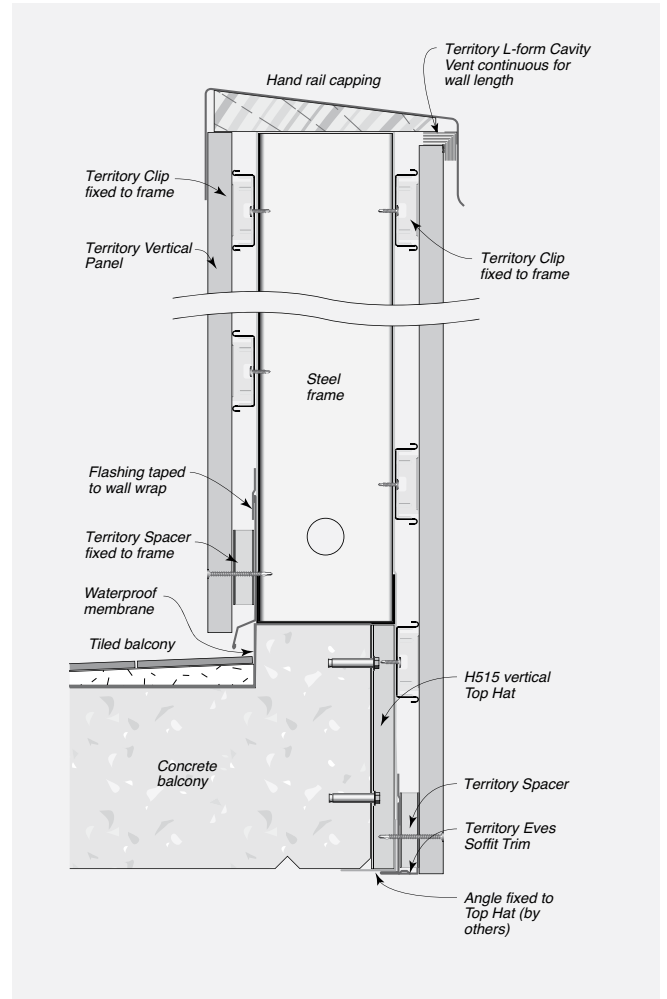 Territory L-form Cavity
Vent continuous for
wall length
Hand rail capping
Territory Clip
fixed to frame
Territory Vertical
Panel
Territory Clip
fixed to frame
Steel
frame
Flashing taped
to wall wrap
Territory Spacer
fixed to frame
Waterproof
membrane
Tiled balcony
H515 vertical
Top Hat
Concrete
balcony
Territory Spacer
Territory Eves
Soffit Trim
Angle fixed to
Top Hat (by
others)